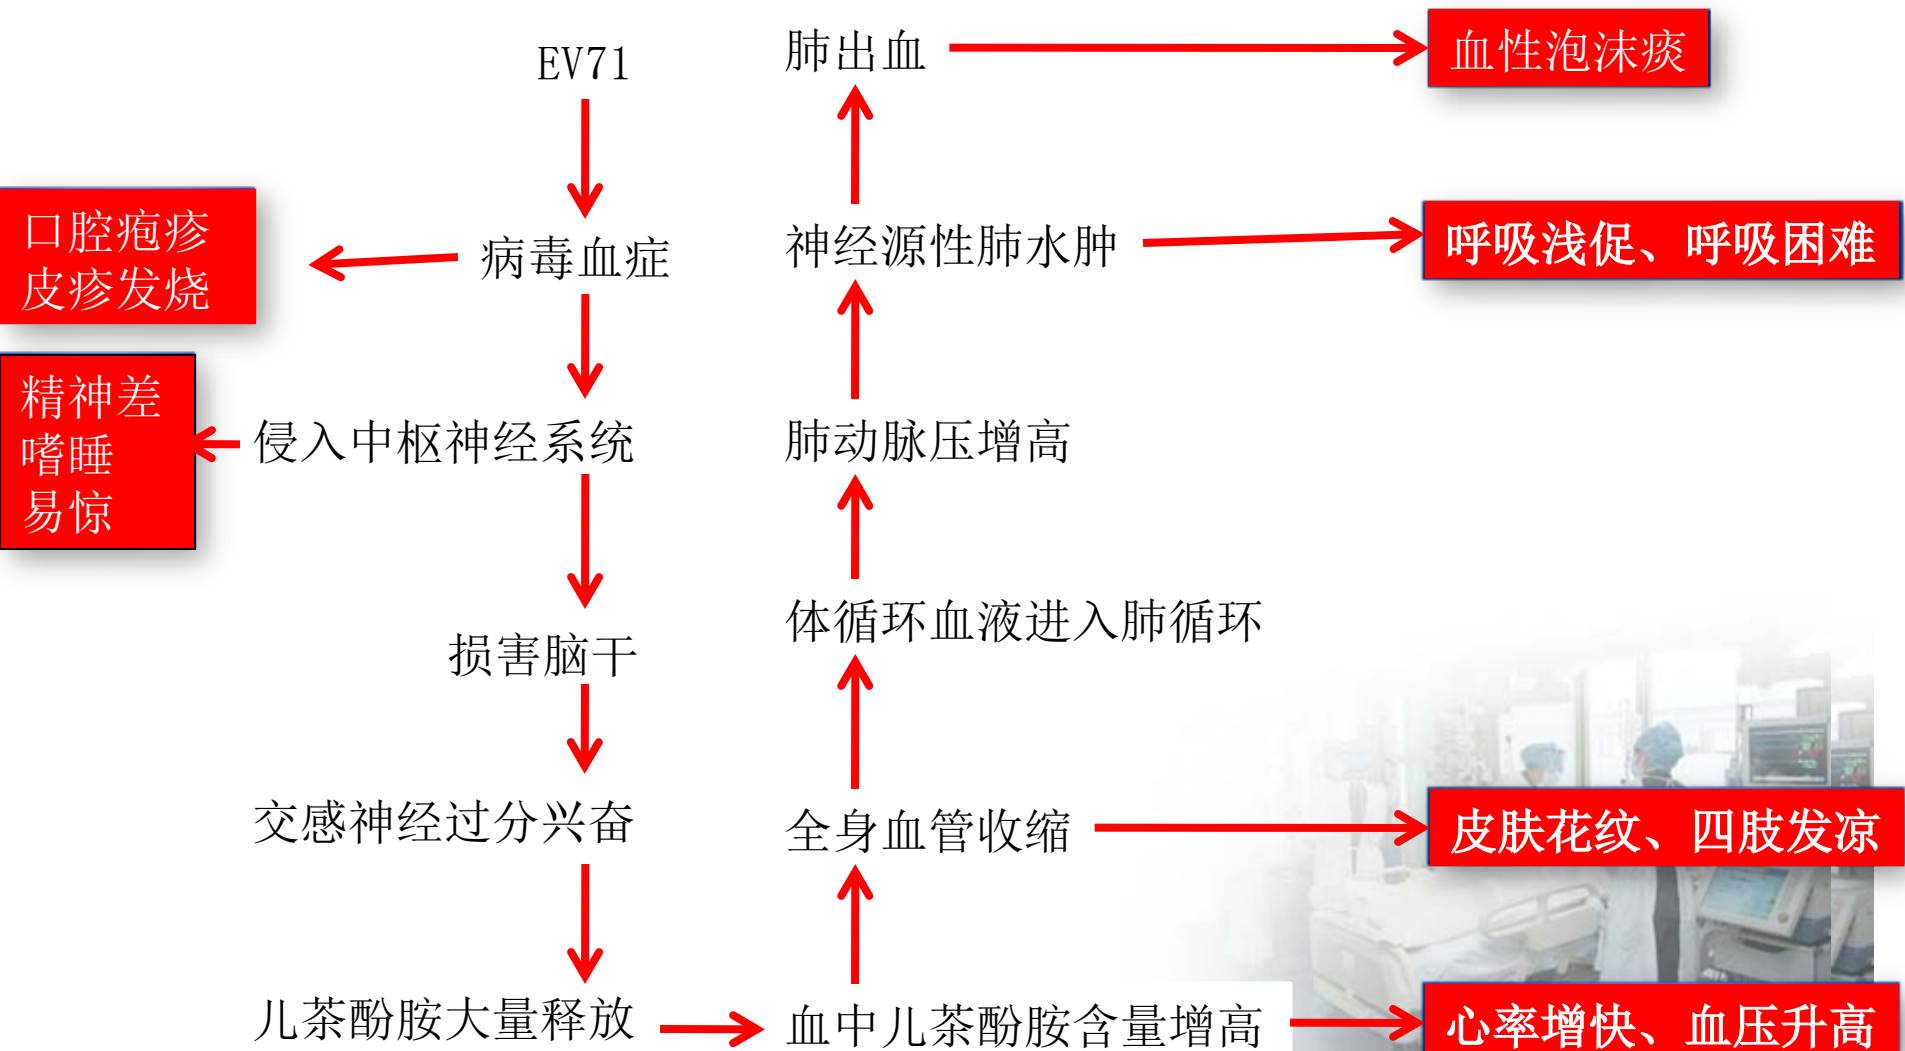 EV71
病毒血症
口腔疱疹
皮疹发烧
侵入中枢神经系统
精神差
嗜睡
易惊
损害脑干
交感神经过分兴奋
儿茶酚胺大量释放
血中儿茶酚胺含量增高
心率增快、血压升高
全身血管收缩
皮肤花纹、四肢发凉
体循环血液进入肺循环
肺动脉压增高
神经源性肺水肿
呼吸浅促、呼吸困难
肺出血
血性泡沫痰